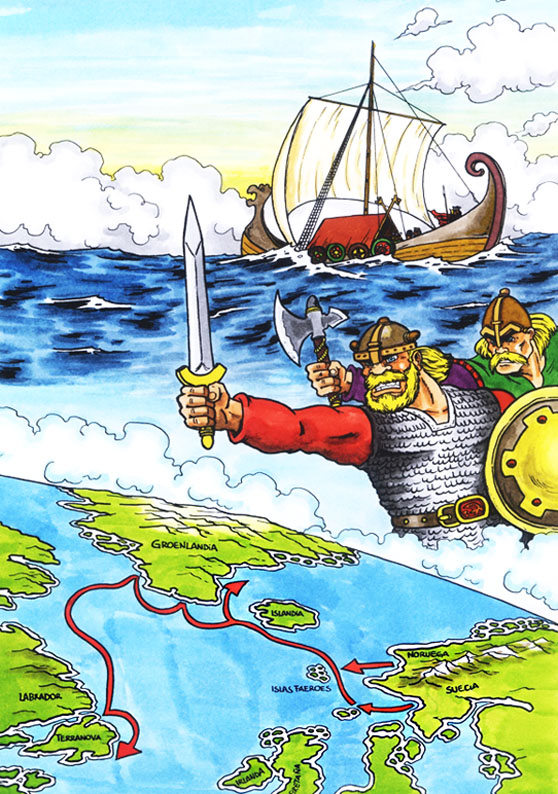 GROENLANDIA
ISLANDIA
NORUEGA
ISLAS FAEROES
SUECIA
LABRADOR
TERRANOVA
IRLANDA